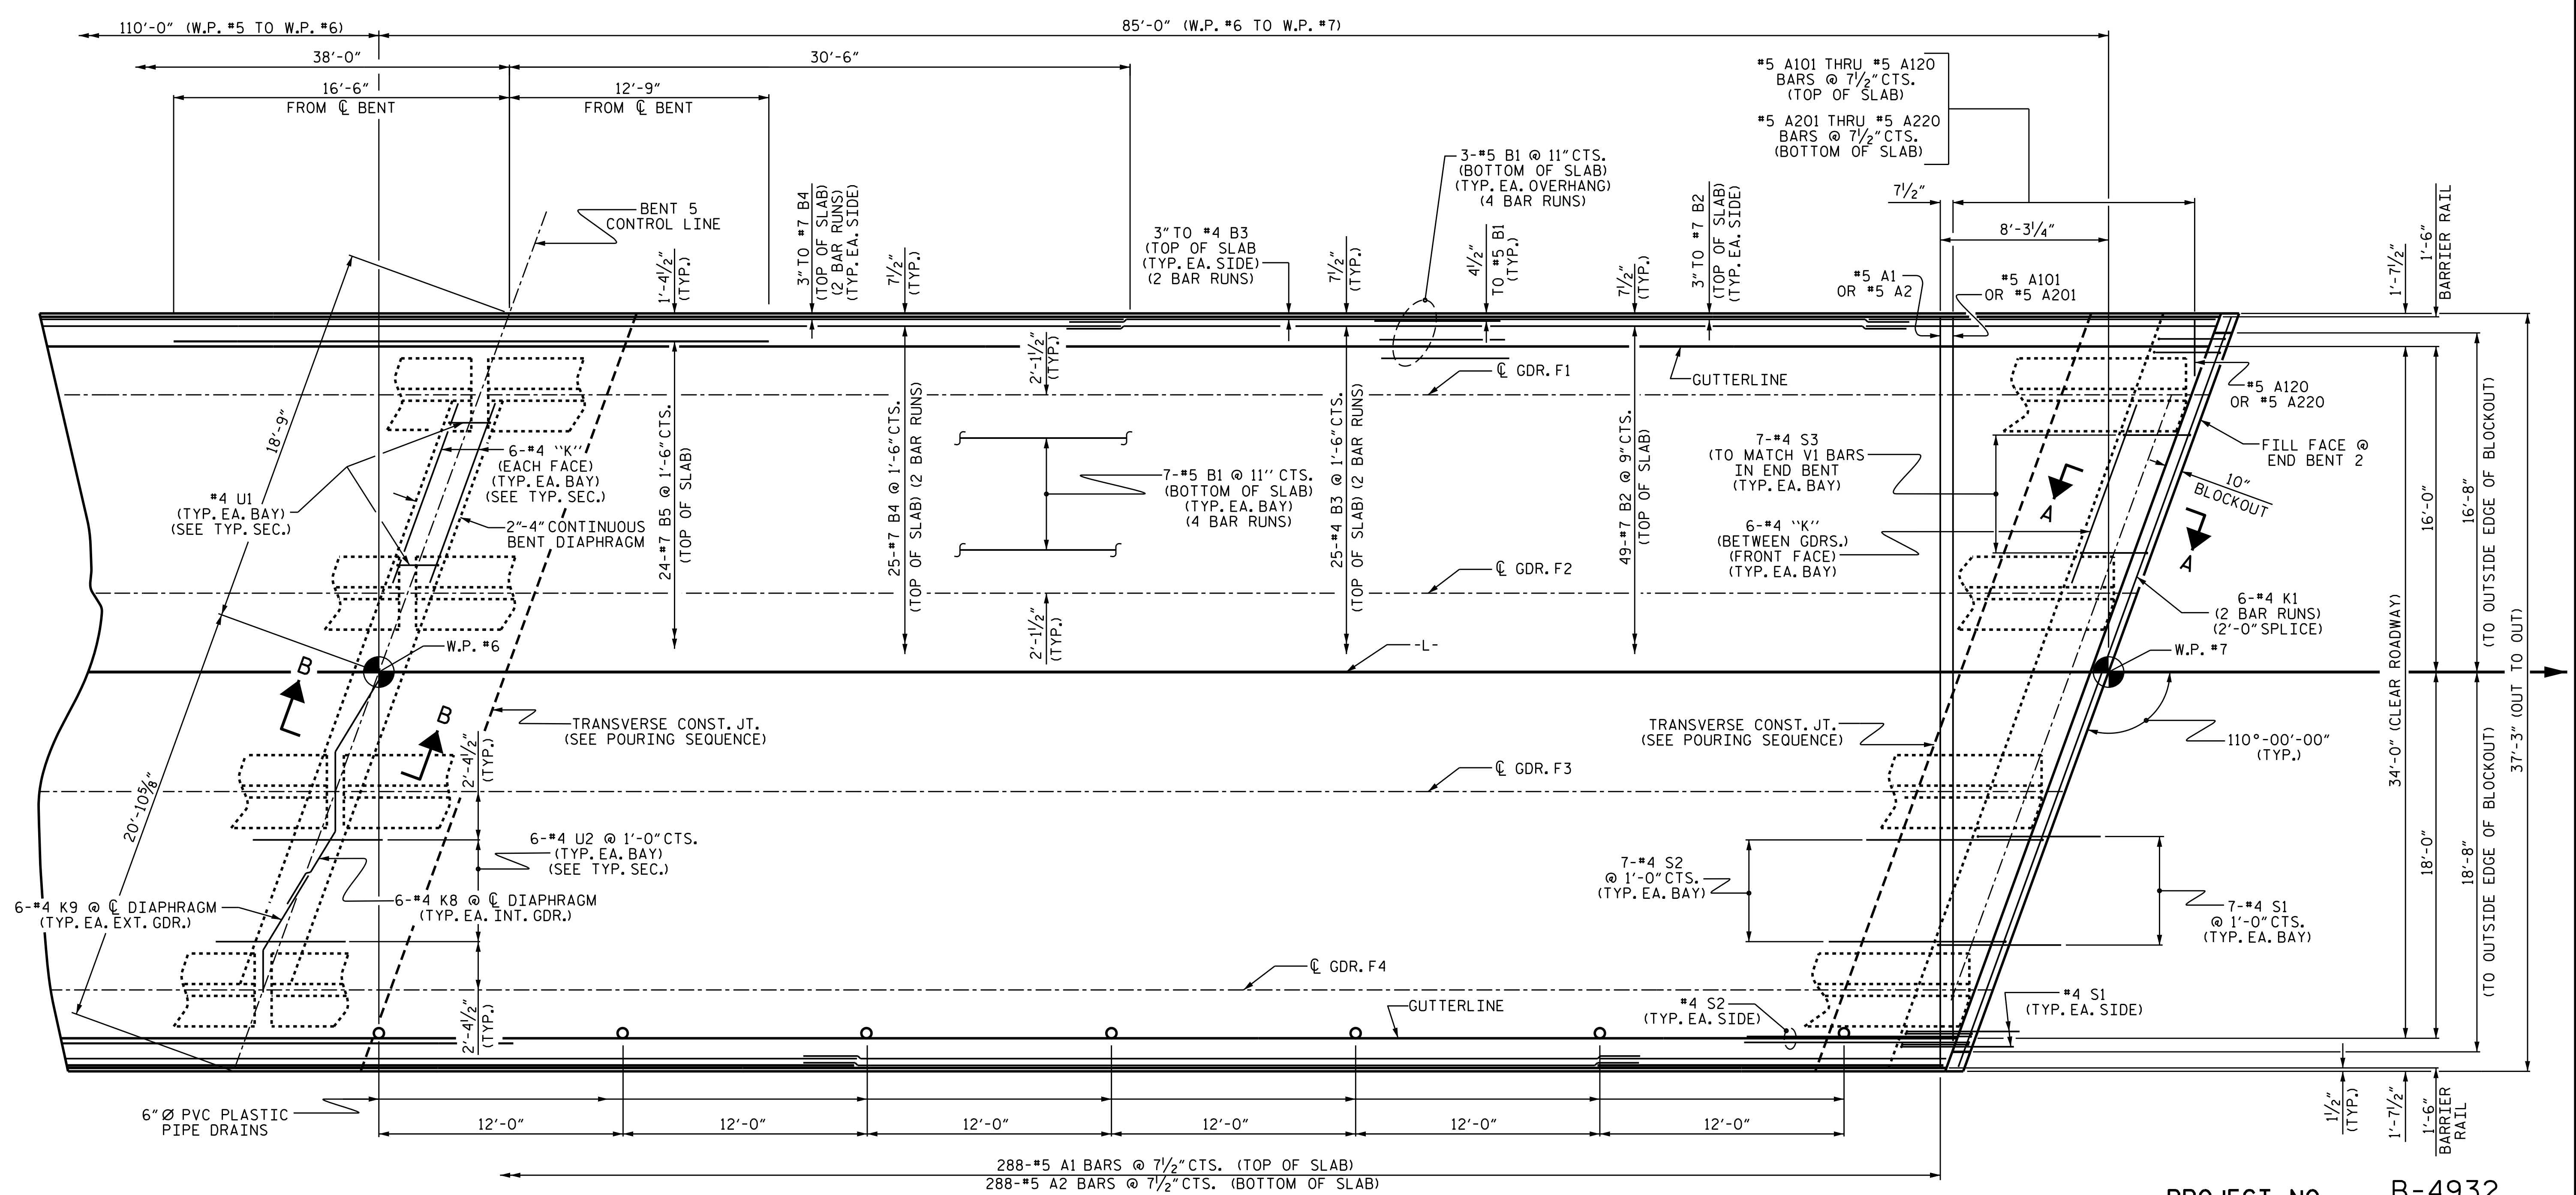 110'-0" (W.P. #5 TO W.P. #6)
85'-0" (W.P. #6 TO W.P. #7)
38'-0"
30'-6"
16'-6"
FROM ℄ BENT
12'-9"
FROM ℄ BENT
#5 A101 THRU #5 A120
BARS @ 7½" CTS.
(TOP OF SLAB)
#5 A201 THRU #5 A220
BARS @ 7½" CTS.
(BOTTOM OF SLAB)
BENT 5
CONTROL LINE
1'-4½"
(TYP.)
3" TO #7 B4
(TOP OF SLAB)
(2 BAR RUNS)
(TYP. EA. SIDE)
7½"
(TYP.)
3" TO #4 B3
(TOP OF SLAB
(TYP. EA. SIDE)
(2 BAR RUNS)
7½"
(TYP.)
3-#5 B1 @ 11" CTS.
(BOTTOM OF SLAB)
(TYP. EA. OVERHANG)
(4 BAR RUNS)
4½"
TO #5 B1
(TYP.)
7½"
(TYP.)
3" TO #7 B2
(TOP OF SLAB)
(TYP. EA. SIDE)
7½"
8'-3¼"
#5 A1
OR #5 A2
#5 A101
OR #5 A201
1'-7½"
1'-6"
BARRIER RAIL
18'-9"
2'-1½"
(TYP.)
℄ GDR. F1
GUTTERLINE
#5 A120
OR #5 A220
FILL FACE @
END BENT 2
10"
BLOCKOUT
6-#4 "K"
(EACH FACE)
(TYP. EA. BAY)
(SEE TYP. SEC.)
#4 U1
(TYP. EA. BAY)
(SEE TYP. SEC.)
2"-4" CONTINUOUS
BENT DIAPHRAGM
24-#7 B5 @ 1'-6" CTS.
(TOP OF SLAB)
25-#7 B4 @ 1'-6" CTS.
(TOP OF SLAB) (2 BAR RUNS)
7-#5 B1 @ 11'' CTS.
(BOTTOM OF SLAB)
(TYP. EA. BAY)
(4 BAR RUNS)
25-#4 B3 @ 1'-6" CTS.
(TOP OF SLAB) (2 BAR RUNS)
49-#7 B2 @ 9" CTS.
(TOP OF SLAB)
7-#4 S3
(TO MATCH V1 BARS
IN END BENT
(TYP. EA. BAY)
6-#4 "K"
(BETWEEN GDRS.)
(FRONT FACE)
(TYP. EA. BAY)
A
A
16'-0"
16'-8"
(TO OUTSIDE EDGE OF BLOCKOUT)
℄ GDR. F2
2'-1½"
(TYP.)
6-#4 K1
(2 BAR RUNS)
(2'-0" SPLICE)
W.P. #6
-L-
W.P. #7
B
B
TRANSVERSE CONST. JT.
(SEE POURING SEQUENCE)
TRANSVERSE CONST. JT.
(SEE POURING SEQUENCE)
110°-00'-00"
(TYP.)
34'-0" (CLEAR ROADWAY)
37'-3" (OUT TO OUT)
2'-4½"
(TYP.)
℄ GDR. F3
20'-10⅝"
6-#4 U2 @ 1'-0" CTS.
(TYP. EA. BAY)
(SEE TYP. SEC.)
7-#4 S2
@ 1'-0" CTS.
(TYP. EA. BAY)
7-#4 S1
@ 1'-0" CTS.
(TYP. EA. BAY)
18'-0"
18'-8"
(TO OUTSIDE EDGE OF BLOCKOUT)
6-#4 K9 @ ℄ DIAPHRAGM
(TYP. EA. EXT. GDR.)
6-#4 K8 @ ℄ DIAPHRAGM
(TYP. EA. INT. GDR.)
℄ GDR. F4
2'-4½"
(TYP.)
GUTTERLINE
#4 S2
(TYP. EA. SIDE)
#4 S1
(TYP. EA. SIDE)
6" Ø PVC PLASTIC
PIPE DRAINS
12'-0"
12'-0"
12'-0"
12'-0"
12'-0"
12'-0"
1½"
(TYP.)
1'-7½"
1'-6"
BARRIER
RAIL
288-#5 A1 BARS @ 7½" CTS. (TOP OF SLAB)
288-#5 A2 BARS @ 7½" CTS. (BOTTOM OF SLAB)
PROJECT NO. B-4932